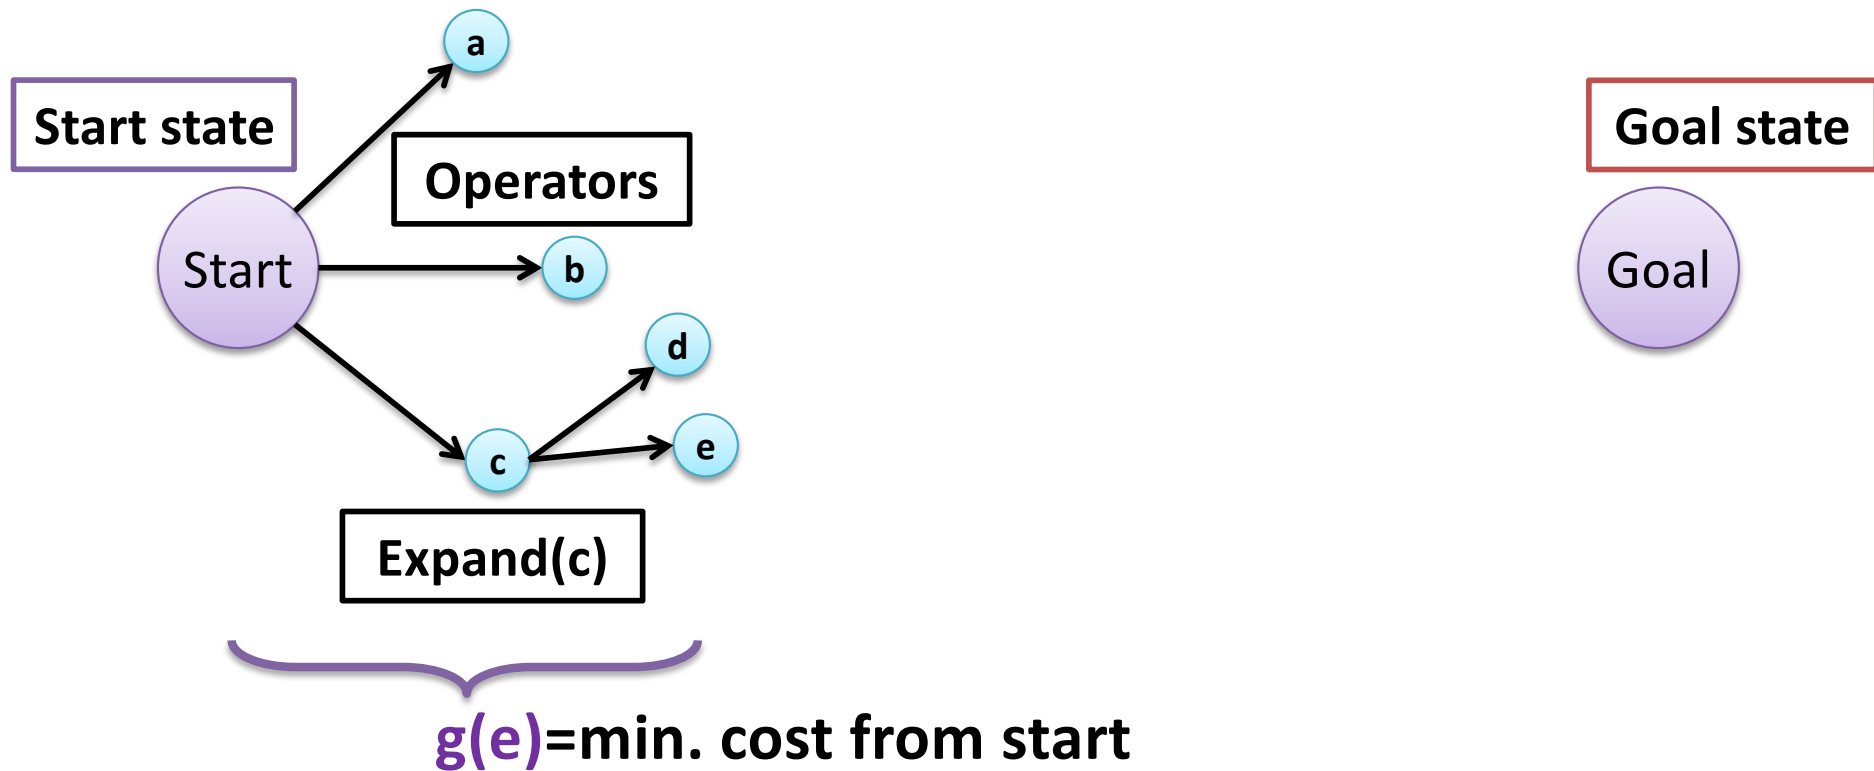 a
Start state
Operators
Goal state
Start
b
Goal
d
c
e
Expand(c)
g(e)=min. cost from start